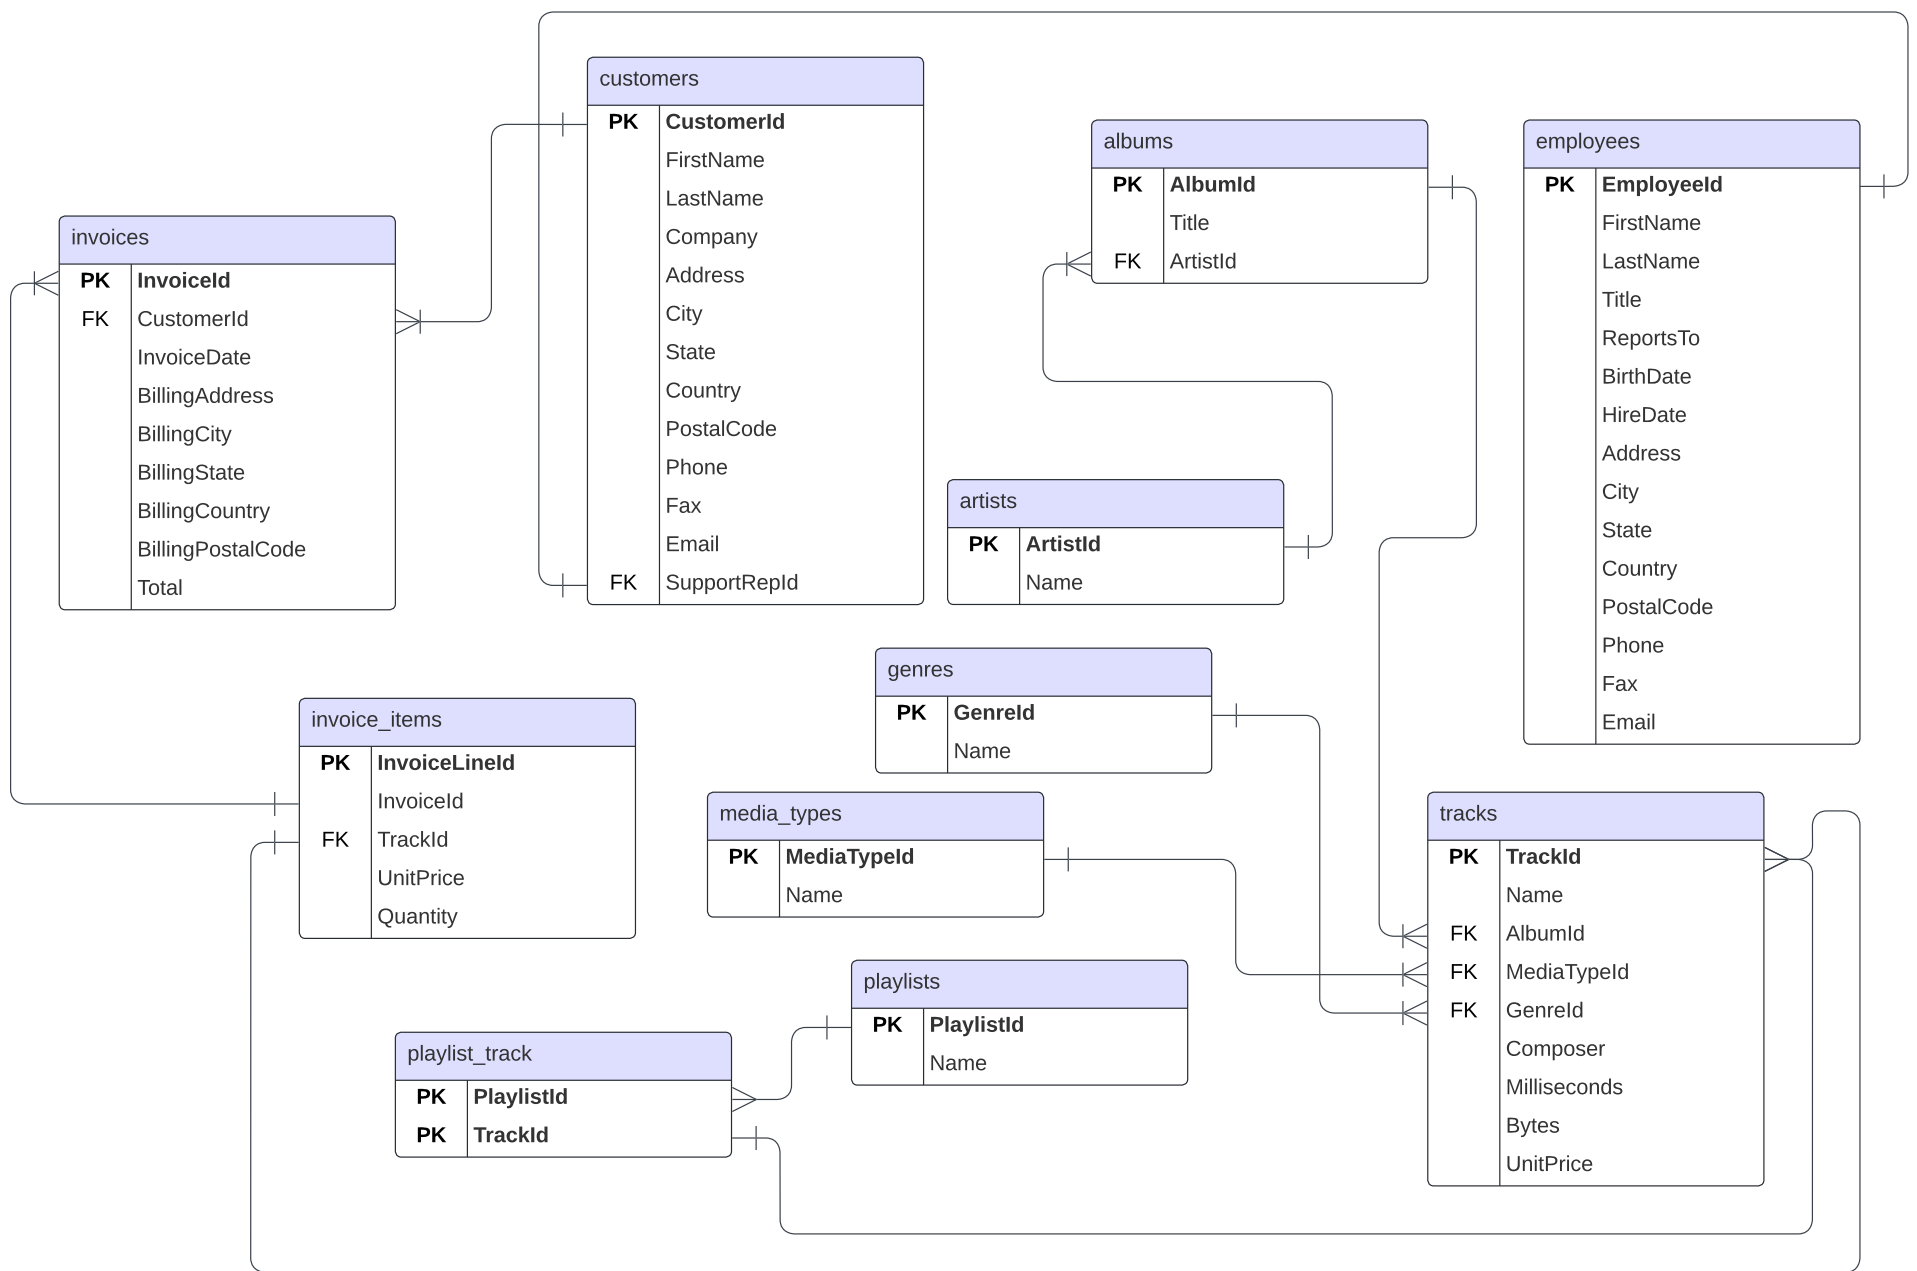 customers
PK CustomerId
FirstName
LastName
Company
Address
City
State
Country
PostalCode
Phone
Fax
Email
FK SupportRepId
albums
PK AlbumId
Title
FK ArtistId
employees
PK EmployeeId
FirstName
LastName
Title
ReportsTo
BirthDate
HireDate
Address
City
State
Country
PostalCode
Phone
Fax
Email
invoices
PK InvoiceId
FK CustomerId
InvoiceDate
BillingAddress
BillingCity
BillingState
BillingCountry
BillingPostalCode
Total
artists
PK ArtistId
Name
genres
PK GenreId
Name
invoice_items
PK InvoiceLineId
InvoiceId
FK TrackId
UnitPrice
Quantity
media_types
PK MediaTypeId
Name
tracks
PK TrackId
Name
FK AlbumId
FK MediaTypeId
FK GenreId
Composer
Milliseconds
Bytes
UnitPrice
playlists
PK PlaylistId
Name
playlist_track
PK PlaylistId
PK TrackId